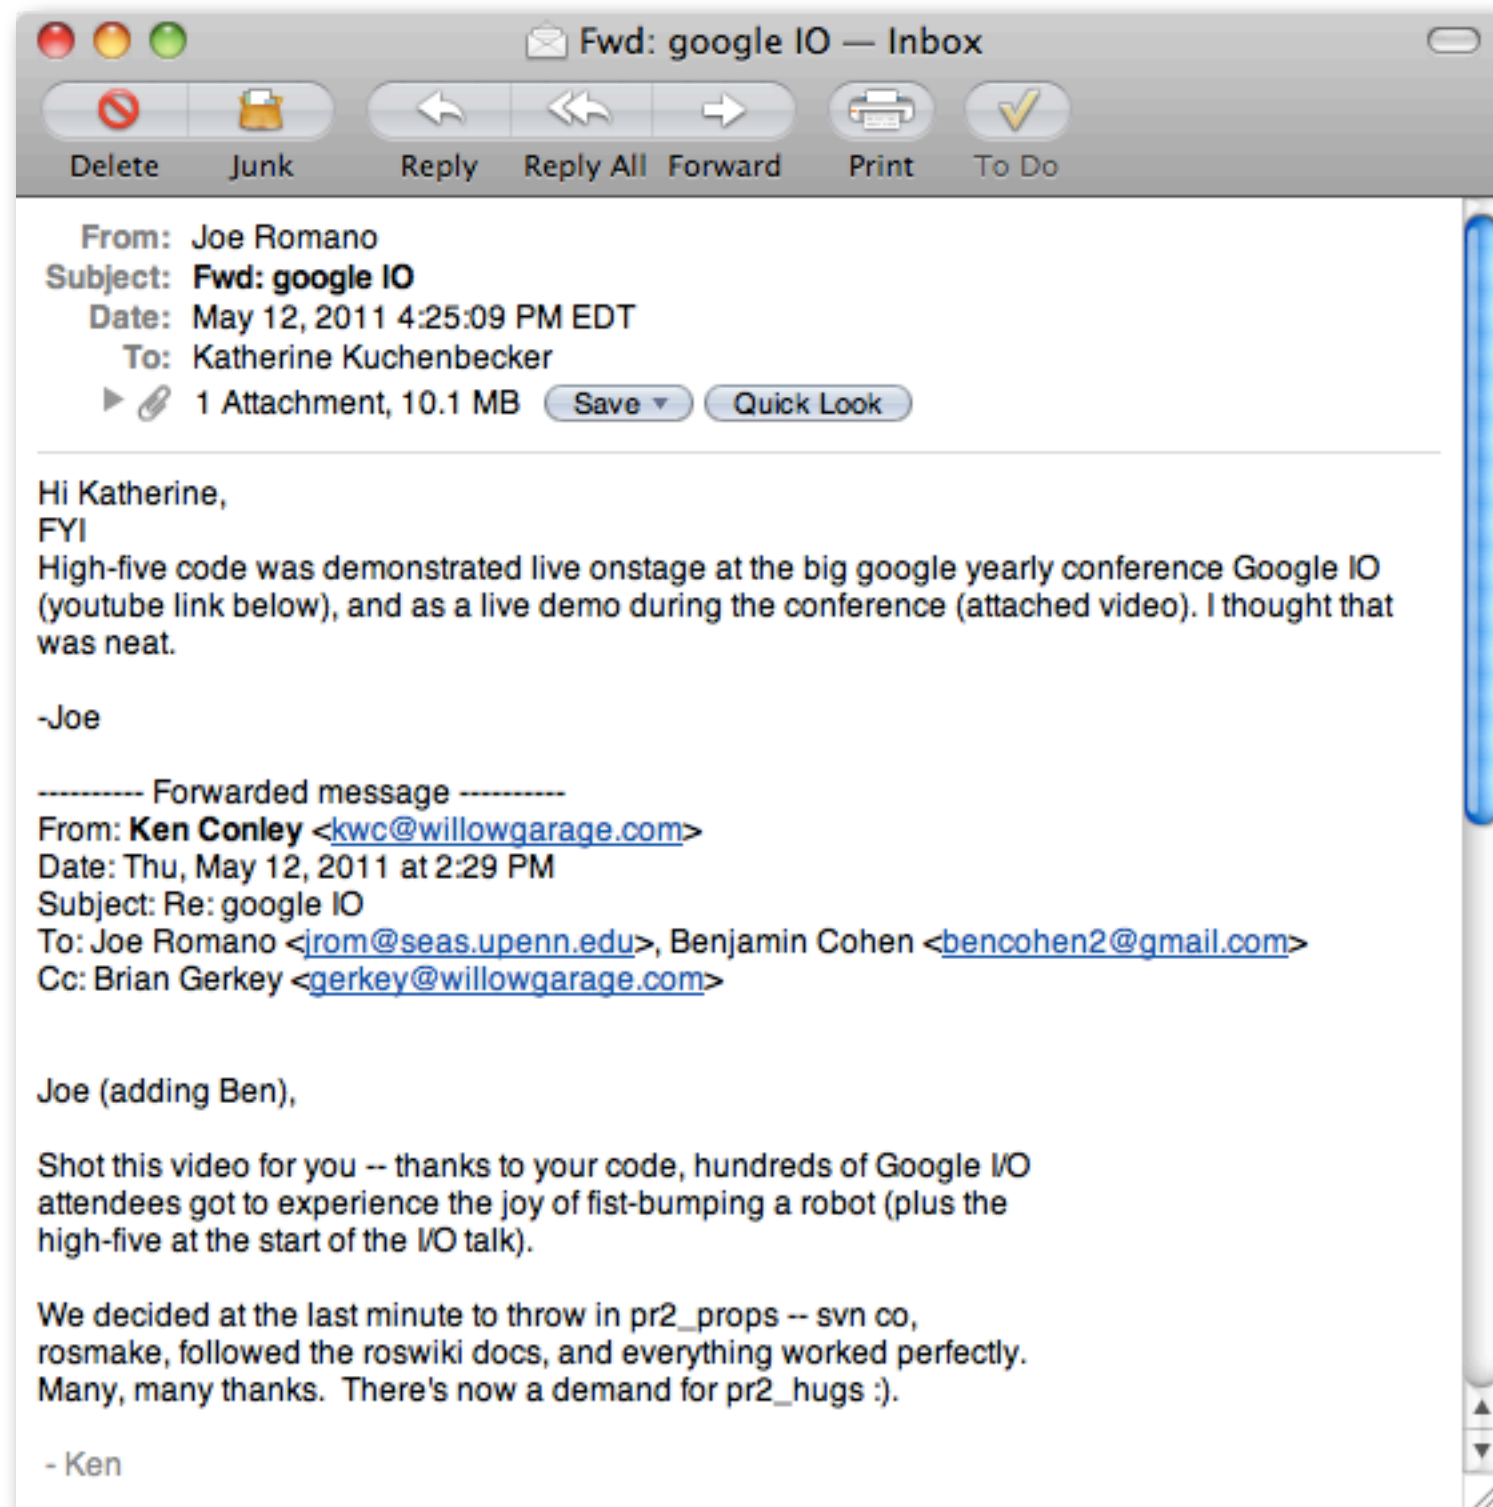 Fwd: google IO — Inbox
Delete Junk Reply Reply All Forward Print To Do
From: Joe Romano
Subject: Fwd: google IO
Date: May 12, 2011 4:25:09 PM EDT
To: Katherine Kuchenbecker
1 Attachment, 10.1 MB Save Quick Look
Hi Katherine,
FYI
High-five code was demonstrated live onstage at the big google yearly conference Google IO
(youtube link below), and as a live demo during the conference (attached video). I thought that
was neat.
-Joe
---------- Forwarded message ----------
From: Ken Conley <kwc@willowgarage.com>
Date: Thu, May 12, 2011 at 2:29 PM
Subject: Re: google IO
To: Joe Romano <jrom@seas.upenn.edu>, Benjamin Cohen <bencohen2@gmail.com>
Cc: Brian Gerkey <gerkey@willowgarage.com>
Joe (adding Ben),
Shot this video for you -- thanks to your code, hundreds of Google I/O
attendees got to experience the joy of fist-bumping a robot (plus the
high-five at the start of the I/O talk).
We decided at the last minute to throw in pr2_props -- svn co,
rosmake, followed the roswiki docs, and everything worked perfectly.
Many, many thanks.  There's now a demand for pr2_hugs :).
- Ken